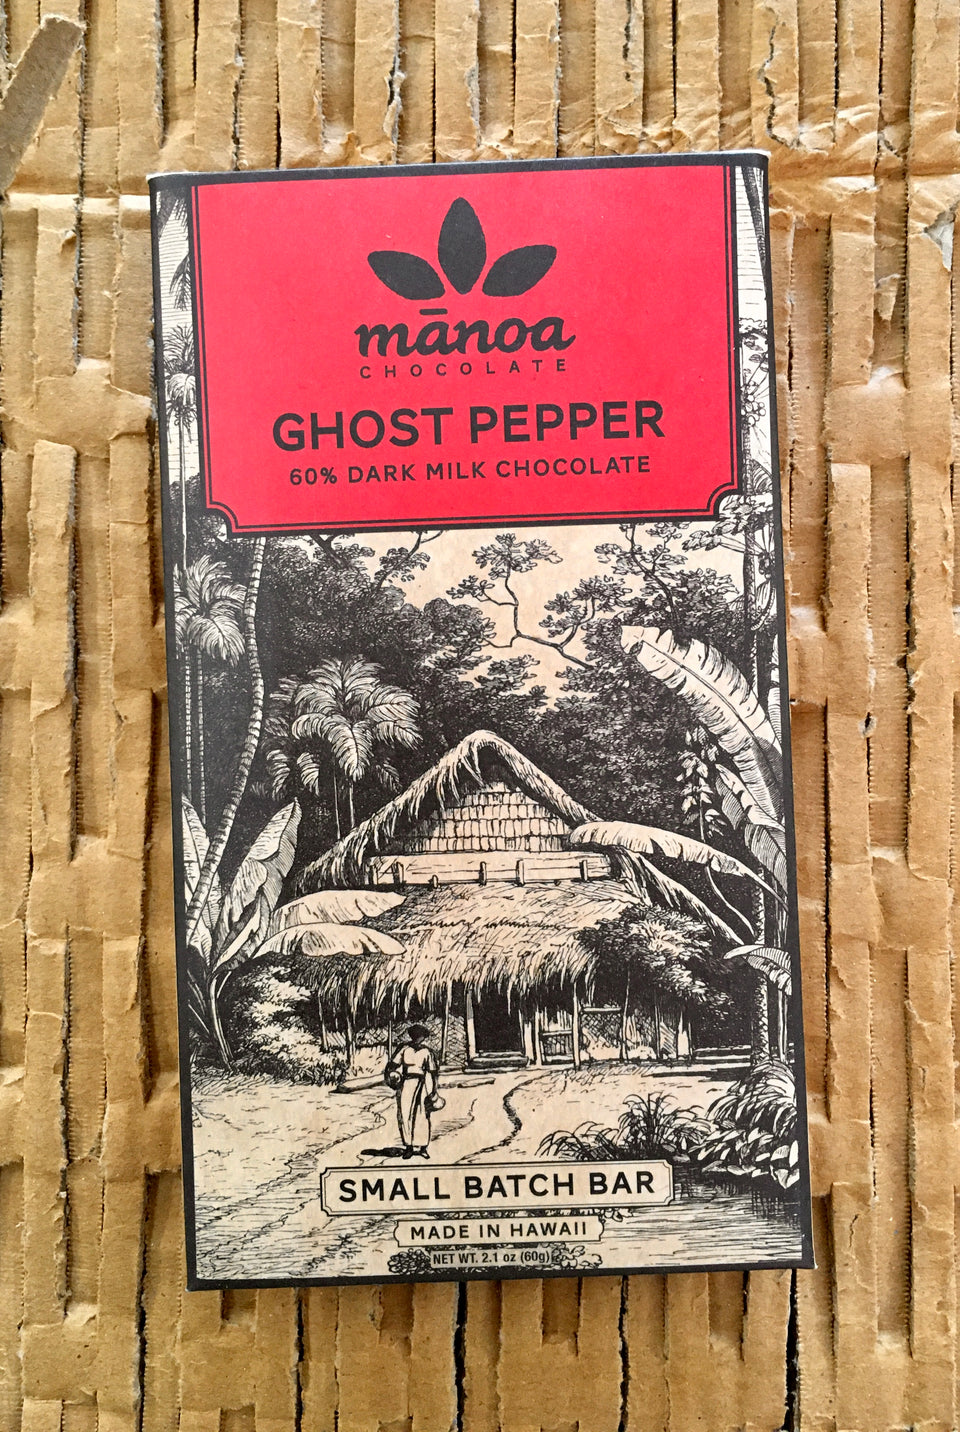 mānoa
CHOCOLATE
GHOST PEPPER
60% DARK MILK CHOCOLATE
SMALL BATCH BAR
MADE IN HAWAII
NET WT. 2.1 oz (60g)